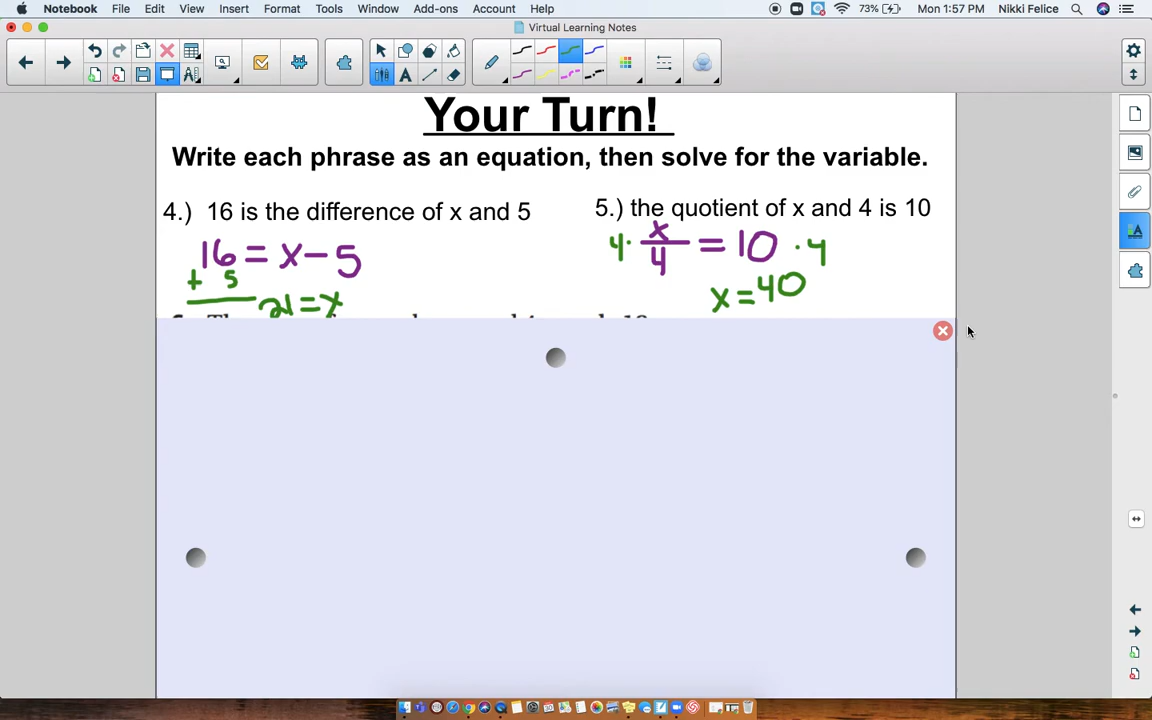 Notebook File Edit View Insert Format Tools Window Add-ons Account Help 73% Mon 1:57 PM Nikki Felice
Virtual Learning Notes
Your Turn!
Write each phrase as an equation, then solve for the variable.
4.) 16 is the difference of x and 5
16 = x - 5
+ 5
21 = x
5.) the quotient of x and 4 is 10
4 · x/4 = 10 · 4
x = 40